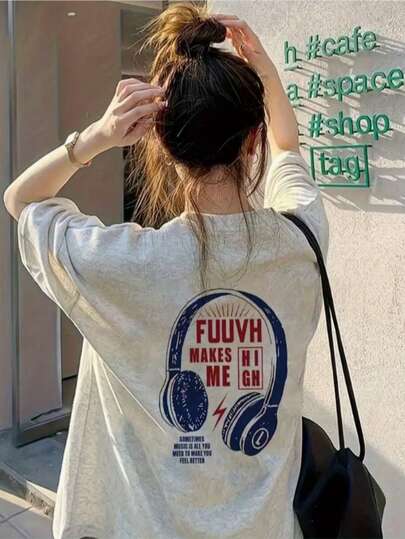 h #cafe
a #space
#shop
tag
FUUVH
MAKES HI
ME GH
SOMETIMES
MUSIC IS ALL YOU
NEED TO MAKE YOU
FEEL BETTER
L